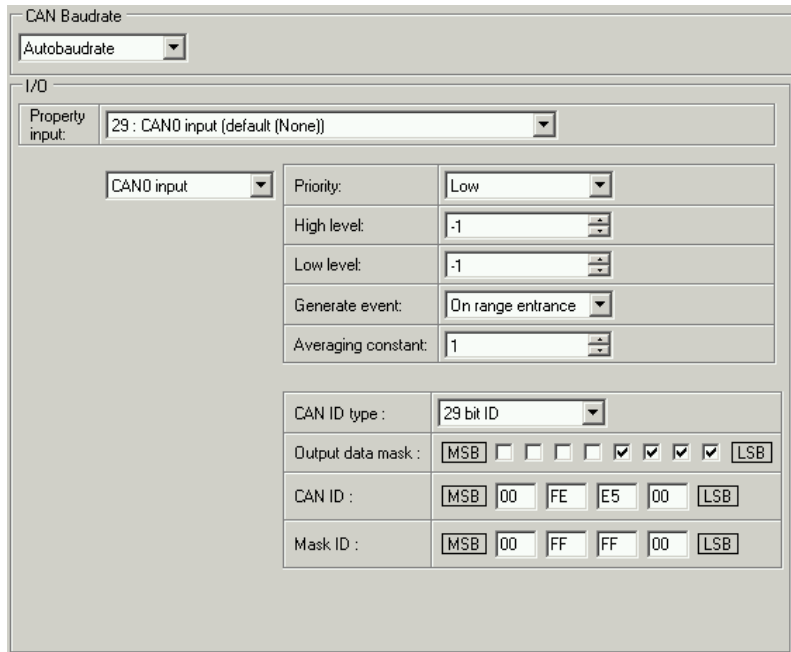 CAN Baudrate
Autobaudrate
I/O
Property input: 29 : CAN0 input (default (None))
CAN0 input
Priority: Low
High level: -1
Low level: -1
Generate event: On range entrance
Averaging constant: 1
CAN ID type : 29 bit ID
Output data mask : MSB LSB
CAN ID : MSB 00 FE E5 00 LSB
Mask ID : MSB 00 FF FF 00 LSB